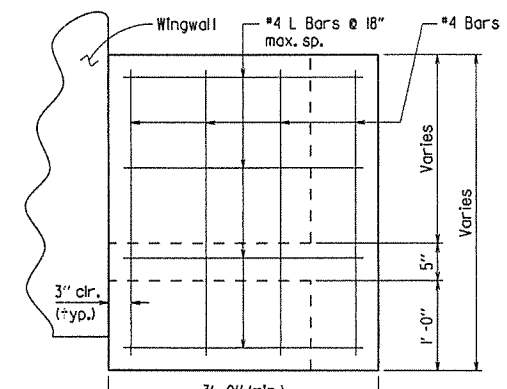 Wingwall
#4 L Bars @ 18"
max. sp.
#4 Bars
Varies
Varies
5"
3" clr.
(typ.)
1'-0"